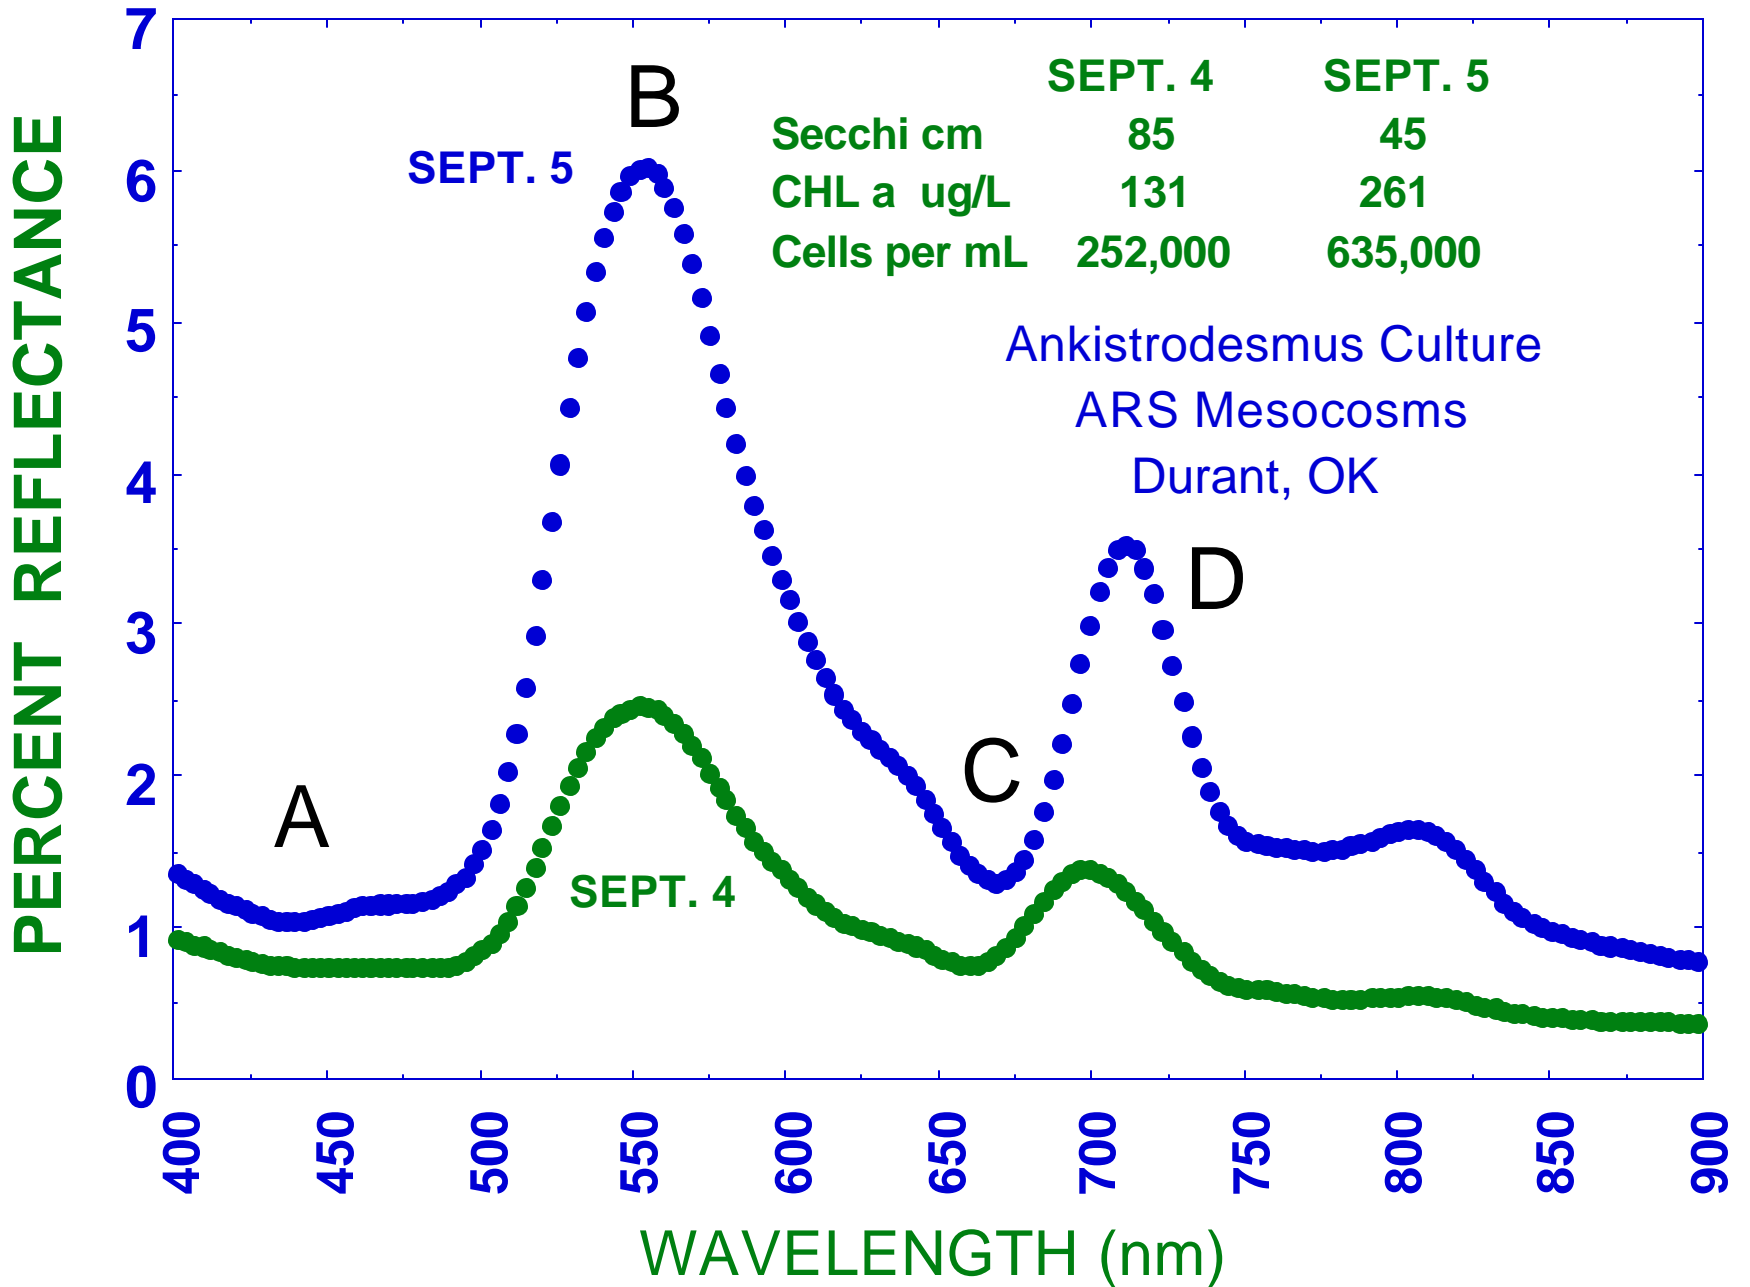 7
B
SEPT. 4 SEPT. 5
Secchi cm 85 45
SEPT. 5
6
CHL a ug/L 131 261
Cells per mL 252,000 635,000
5
Ankistrodesmus Culture
ARS Mesocosms
4
Durant, OK
D
3
2
C
A
SEPT. 4
1
0
PERCENT REFLECTANCE
400 450 500 550 600 650 700 750 800 850 900
WAVELENGTH (nm)